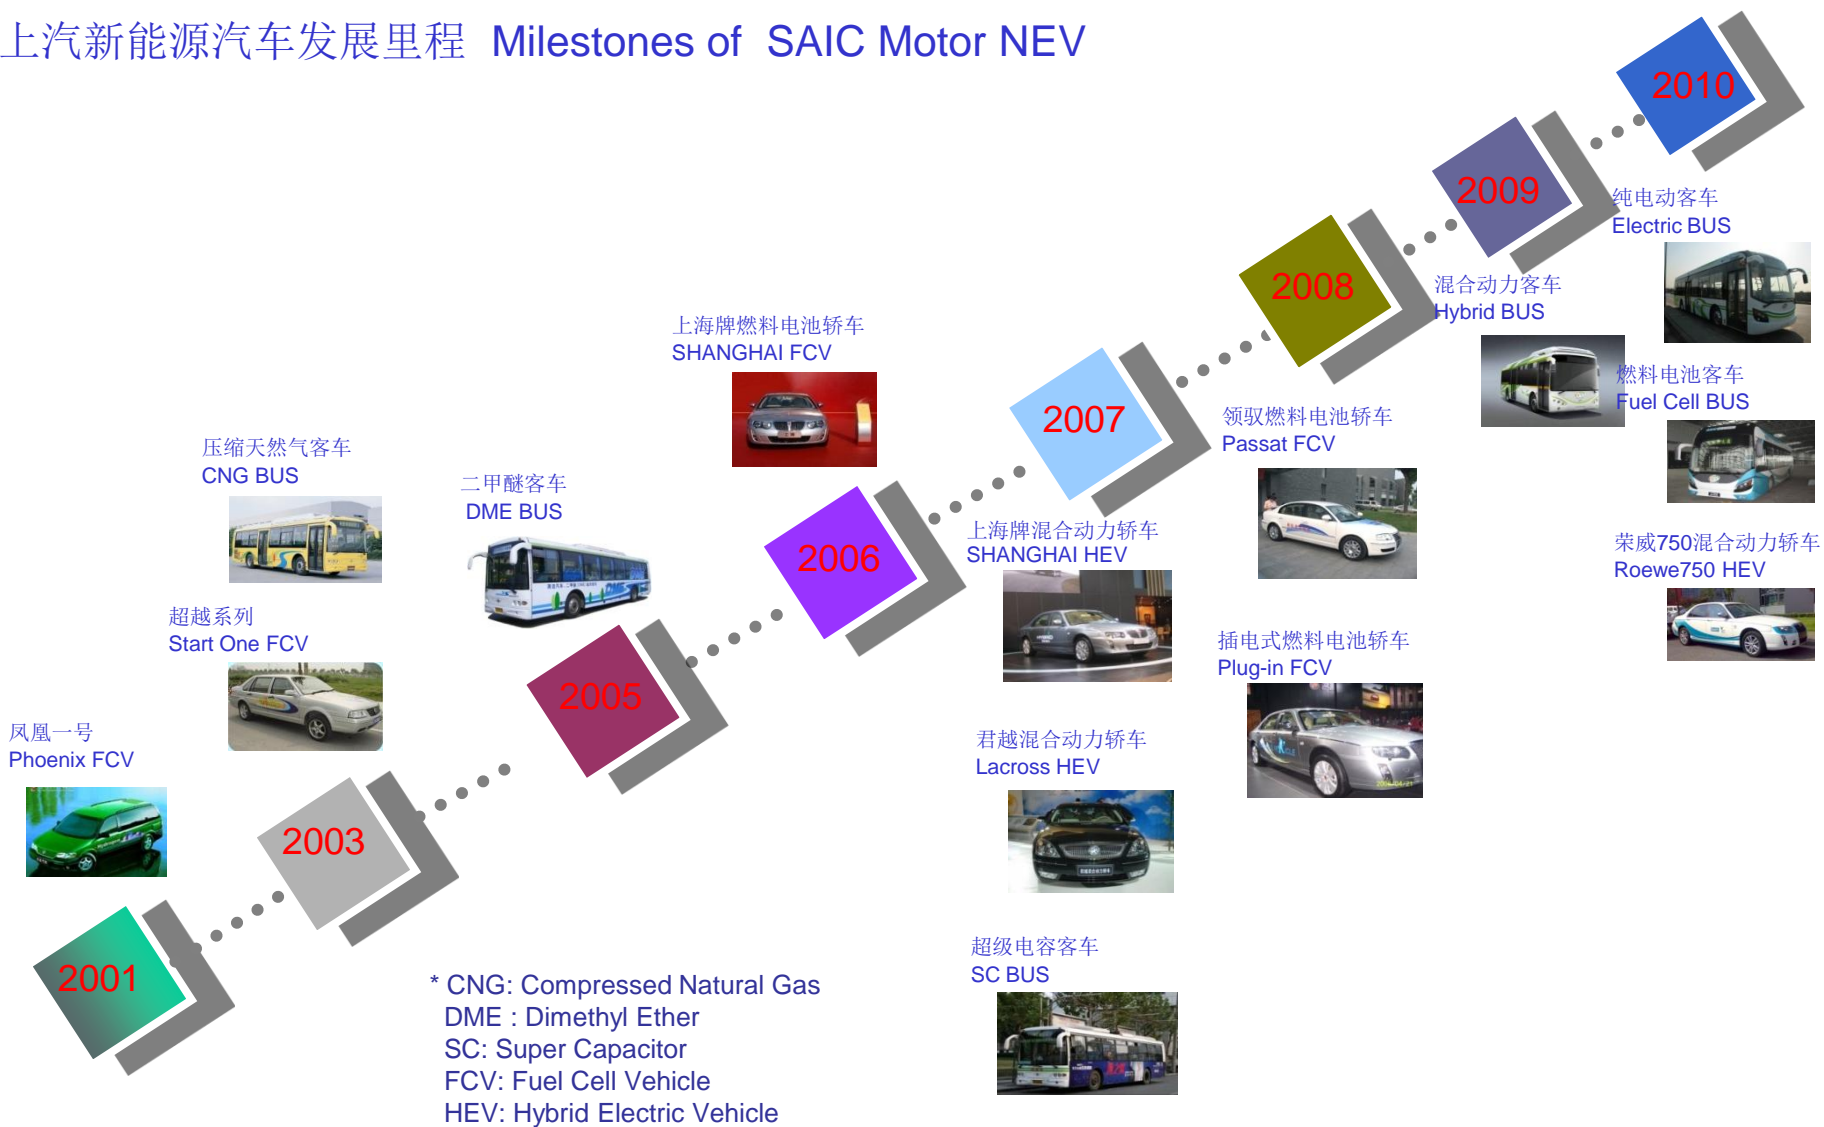 上汽新能源汽车发展里程 Milestones of SAIC Motor NEV
2010
2009
纯电动客车
Electric BUS
2008
混合动力客车
Hybrid BUS
上海牌燃料电池轿车
SHANGHAI FCV
燃料电池客车
Fuel Cell BUS
2007
领驭燃料电池轿车
Passat FCV
压缩天然气客车
CNG BUS
二甲醚客车
DME BUS
2006
上海牌混合动力轿车
SHANGHAI HEV
荣威750混合动力轿车
Roewe750 HEV
超越系列
Start One FCV
插电式燃料电池轿车
Plug-in FCV
2005
凤凰一号
Phoenix FCV
君越混合动力轿车
Lacross HEV
2003
超级电容客车
SC BUS
2001
* CNG: Compressed Natural Gas
DME : Dimethyl Ether
SC: Super Capacitor
FCV: Fuel Cell Vehicle
HEV: Hybrid Electric Vehicle